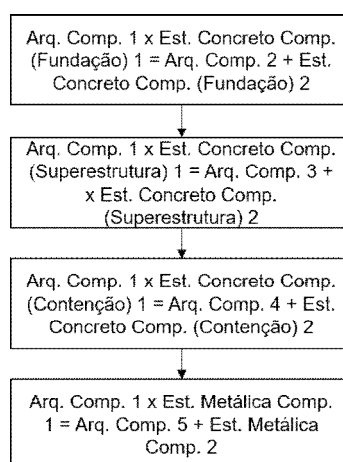 Arq. Comp. 1 x Est. Concreto Comp.
(Fundação) 1 = Arq. Comp. 2 + Est.
Concreto Comp. (Fundação) 2
Arq. Comp. 1 x Est. Concreto Comp.
(Superestrutura) 1 = Arq. Comp. 3 +
x Est. Concreto Comp.
(Superestrutura) 2
Arq. Comp. 1 x Est. Concreto Comp.
(Contenção) 1 = Arq. Comp. 4 + Est.
Concreto Comp. (Contenção) 2
Arq. Comp. 1 x Est. Metálica Comp.
1 = Arq. Comp. 5 + Est. Metálica
Comp. 2